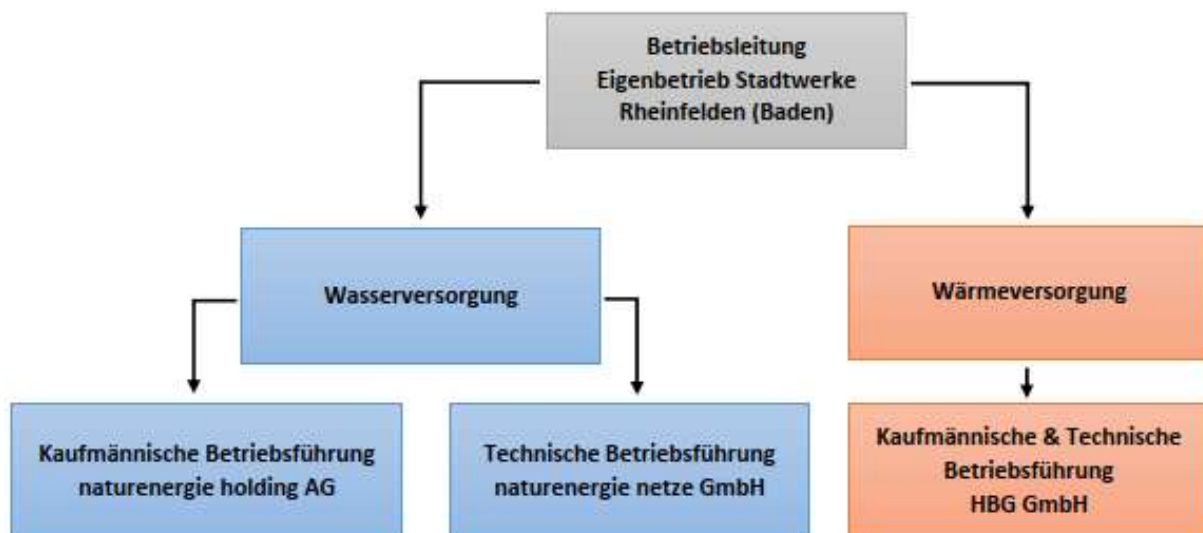 Betriebsleitung
Eigenbetrieb Stadtwerke
Rheinfelden (Baden)
Wasserversorgung
Wärmeversorgung
Kaufmännische Betriebsführung
naturenergie holding AG
Technische Betriebsführung
naturenergie netze GmbH
Kaufmännische & Technische
Betriebsführung
HBG GmbH